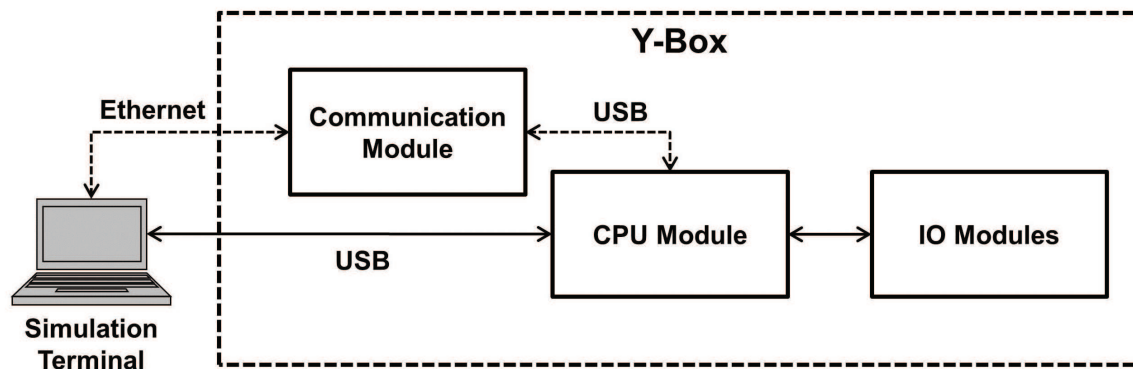 Y-Box
Ethernet
Communication
Module
USB
CPU Module
IO Modules
USB
Simulation
Terminal